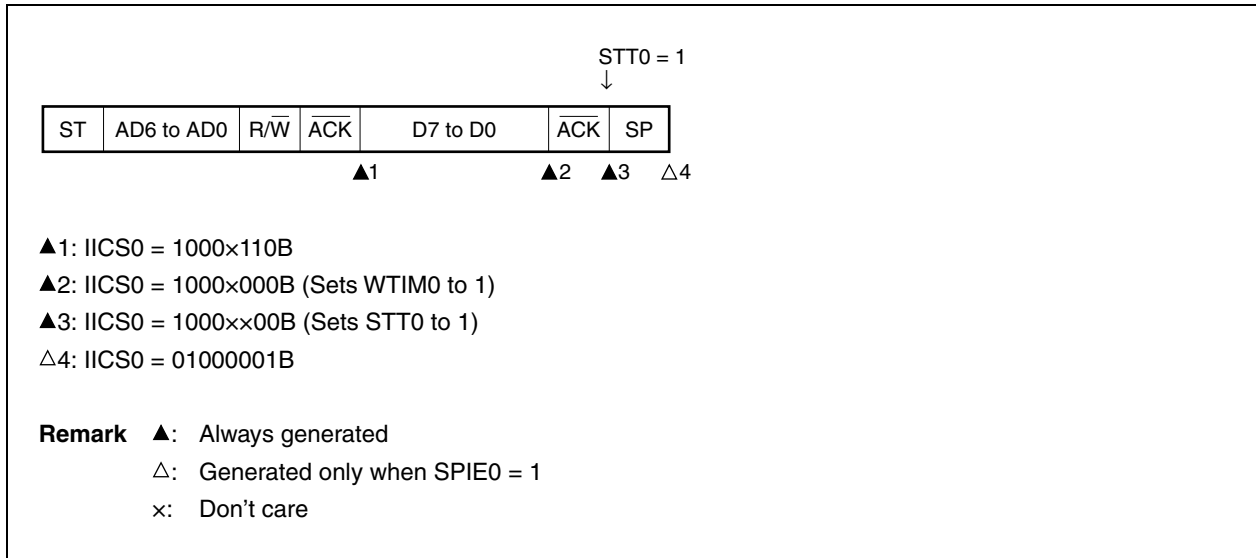 STT0 = 1
↓
ST AD6 to AD0 R/W̅ A̅C̅K̅ D7 to D0 A̅C̅K̅ SP
▲1 ▲2 ▲3 △4
▲1: IICS0 = 1000×110B
▲2: IICS0 = 1000×000B (Sets WTIM0 to 1)
▲3: IICS0 = 1000××00B (Sets STT0 to 1)
△4: IICS0 = 01000001B
Remark ▲: Always generated
△: Generated only when SPIE0 = 1
×: Don't care